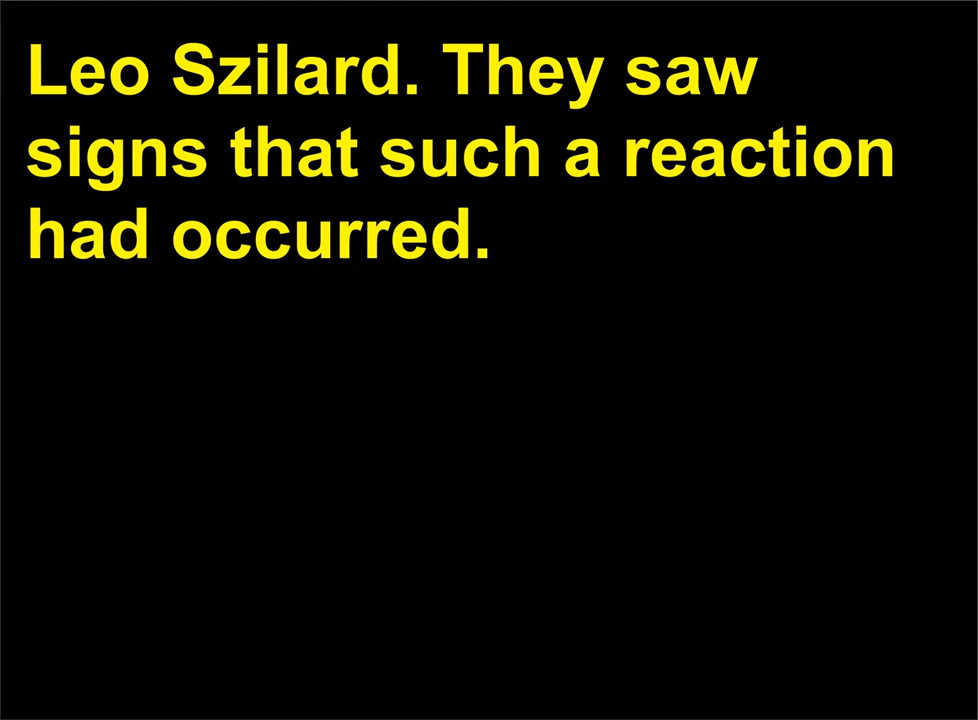 Leo Szilard. They saw
signs that such a reaction
had occurred.